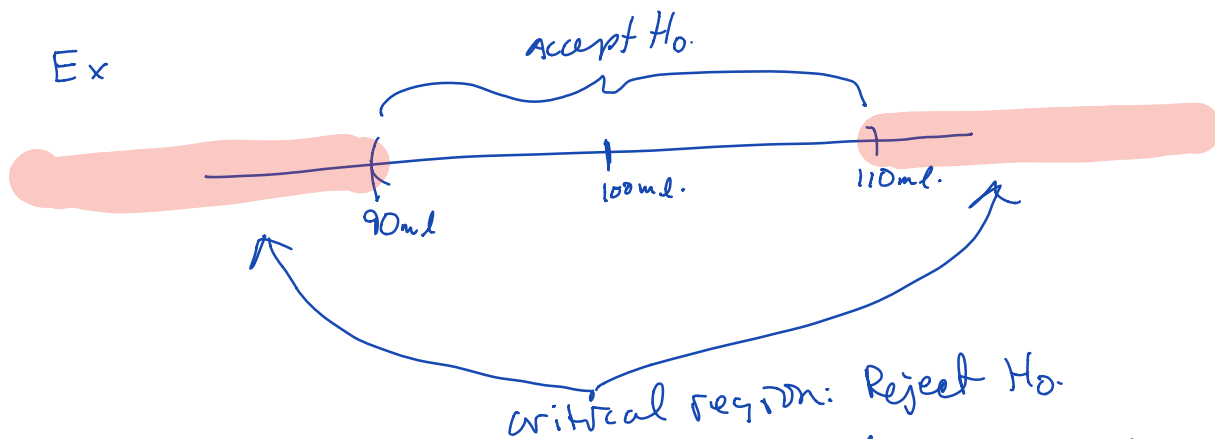 Ex
accept H₀.
90ml
100ml.
110ml.
critical region: Reject H₀.